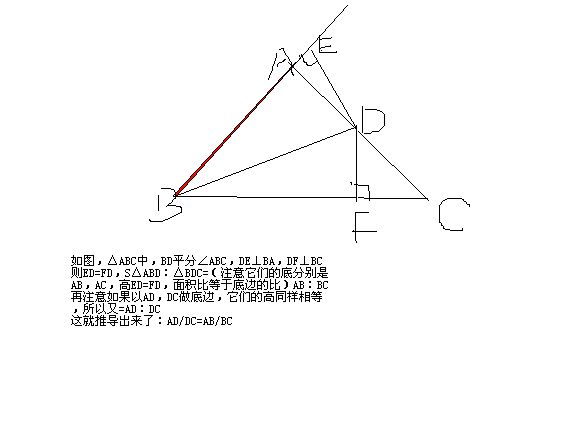 A
E
D
B
F
C
如图,△ABC中,BD平分∠ABC,DE⊥BA,DF⊥BC
则ED=FD,S△ABD:△BDC=(注意它们的底分别是
AB,AC,高ED=FD,面积比等于底边的比)AB:BC
再注意如果以AD,DC做底边,它们的高同样相等
,所以又=AD:DC
这就推导出来了:AD/DC=AB/BC